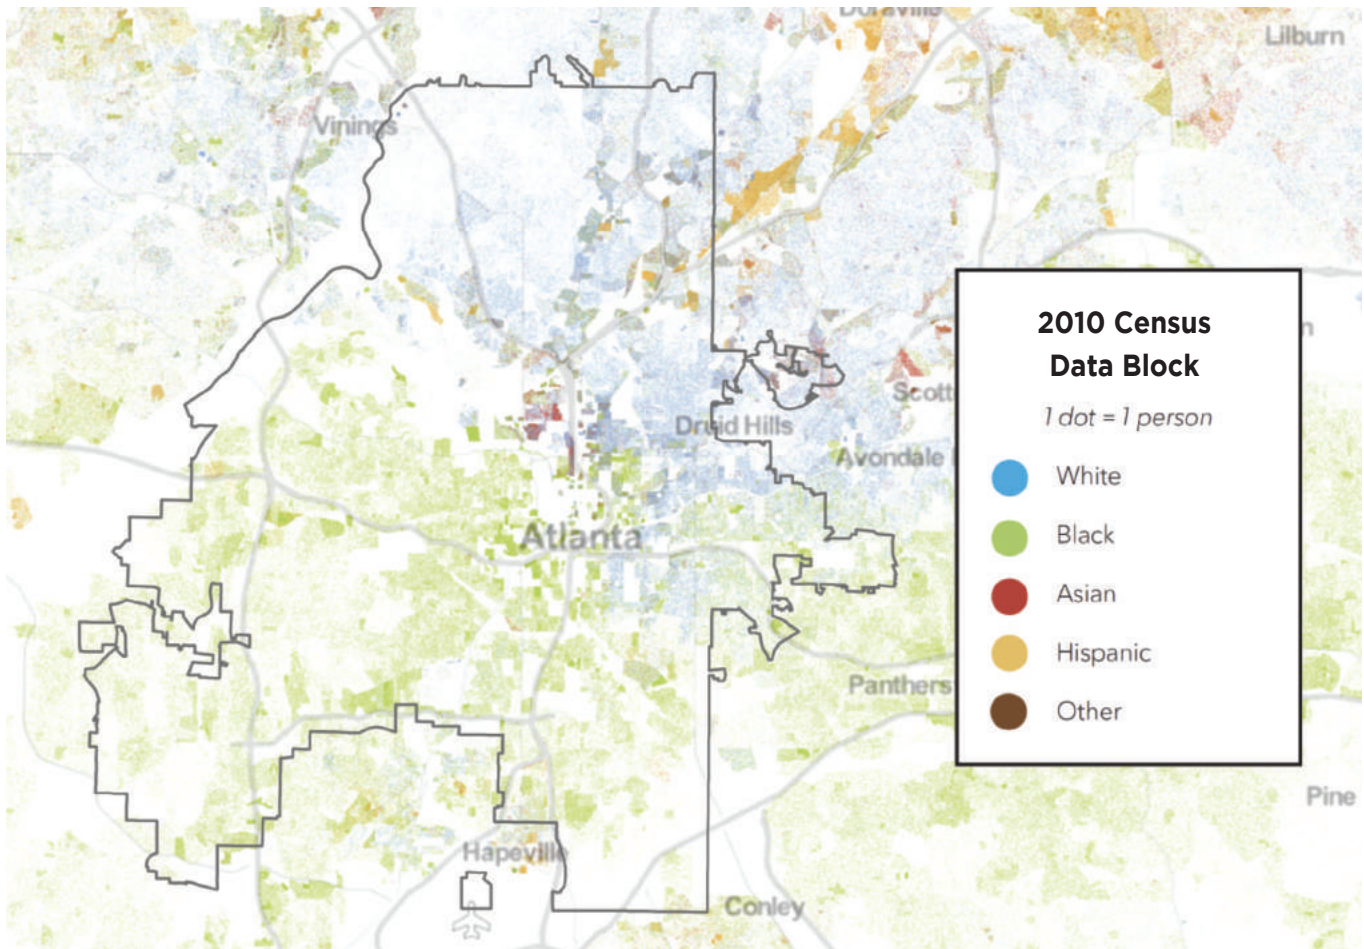 Doraville
Lilburn
Vinings
2010 Census
Data Block
1 dot = 1 person
White
Black
Asian
Hispanic
Other
n
Scott
Druid Hills
Avondale
Atlanta
Panthers
Pine
Hapeville
Conley